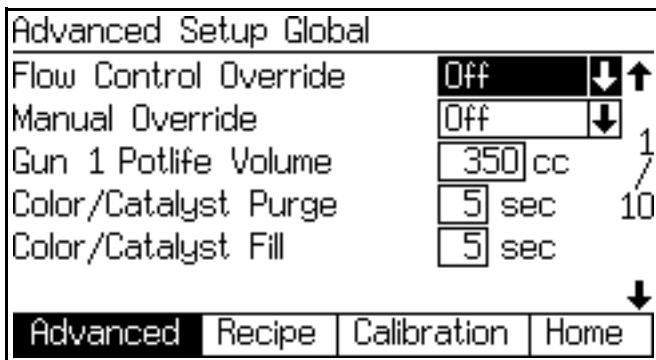 Advanced Setup Global
Flow Control Override Off
Manual Override Off
Gun 1 Potlife Volume 350 cc
Color/Catalyst Purge 5 sec
Color/Catalyst Fill 5 sec
1/10
Advanced Recipe Calibration Home